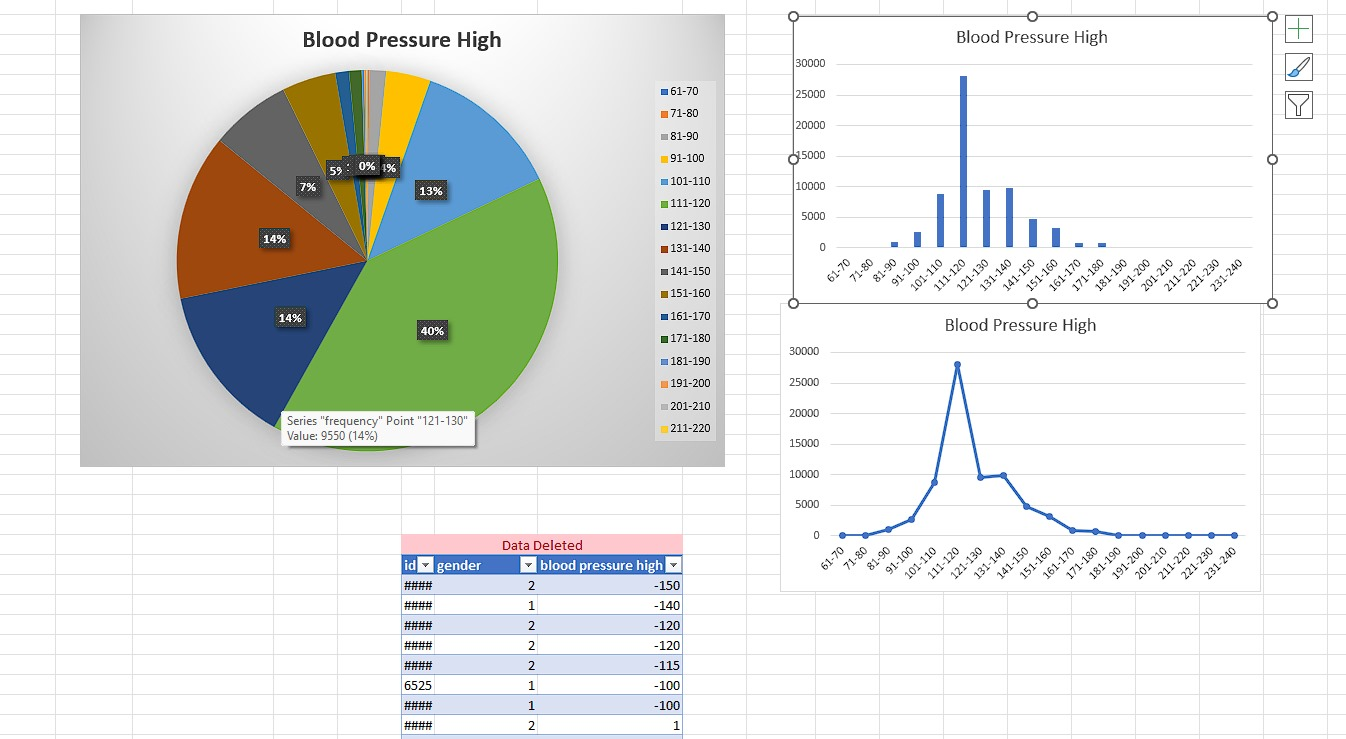 Blood Pressure High
61-70
71-80
81-90
91-100
101-110
111-120
121-130
131-140
141-150
151-160
161-170
171-180
181-190
191-200
201-210
211-220
5%
0%
4%
7%
13%
14%
14%
40%
Series "frequency" Point "121-130"
Value: 9550 (14%)
Blood Pressure High
30000
25000
20000
15000
10000
5000
0
61-70 71-80 81-90 91-100 101-110 111-120 121-130 131-140 141-150 151-160 161-170 171-180 181-190 191-200 201-210 211-220 221-230 231-240
Blood Pressure High
30000
25000
20000
15000
10000
5000
0
61-70 71-80 81-90 91-100 101-110 111-120 121-130 131-140 141-150 151-160 161-170 171-180 181-190 191-200 201-210 211-220 221-230 231-240
Data Deleted
id gender blood pressure high
#### 2 -150
#### 1 -140
#### 2 -120
#### 2 -120
#### 2 -115
6525 1 -100
#### 1 -100
#### 2 1